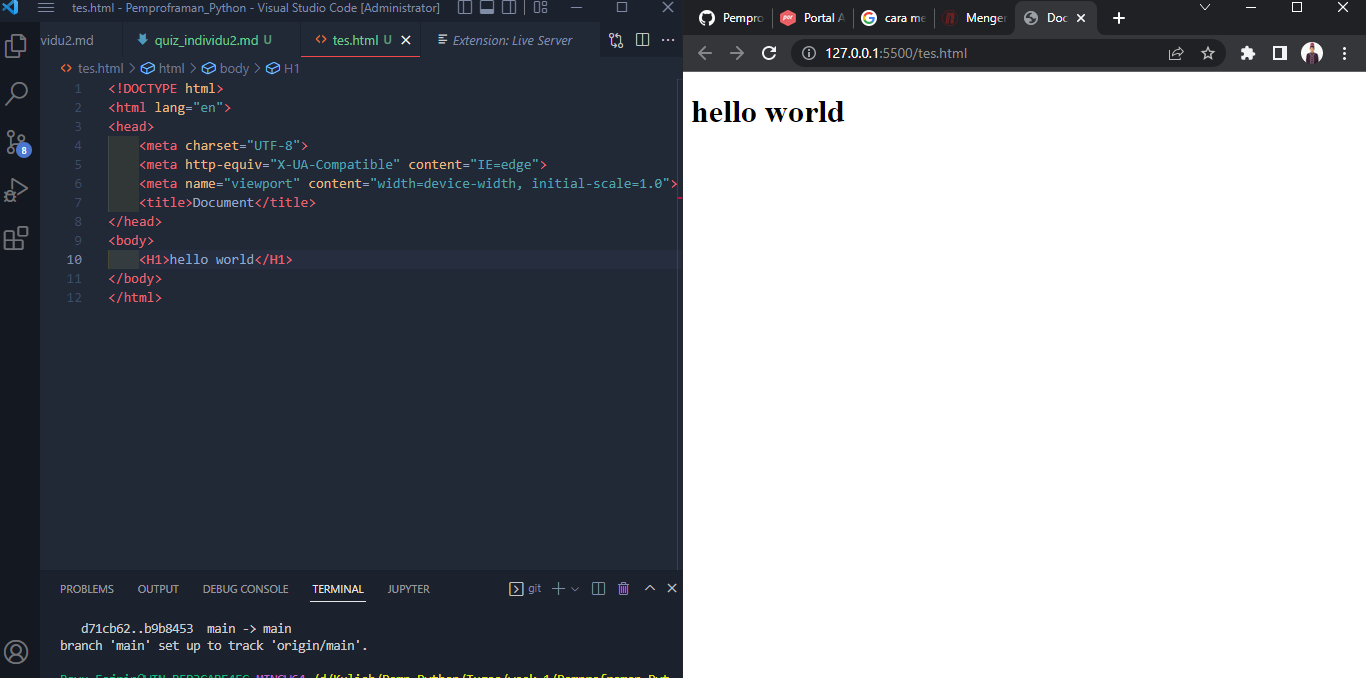 tes.html - Pemproframan_Python - Visual Studio Code [Administrator]
vidu2.md
quiz_individu2.md U
tes.html U
Extension: Live Server
tes.html > html > body > H1
1 <!DOCTYPE html>
2 <html lang="en">
3 <head>
4 <meta charset="UTF-8">
5 <meta http-equiv="X-UA-Compatible" content="IE=edge">
6 <meta name="viewport" content="width=device-width, initial-scale=1.0">
7 <title>Document</title>
8 </head>
9 <body>
10 <H1>hello world</H1>
11 </body>
12 </html>
8
PROBLEMS OUTPUT DEBUG CONSOLE TERMINAL JUPYTER
git
d71cb62..b9b8453 main -> main
branch 'main' set up to track 'origin/main'.
Pempro
Portal A
cara me
Menge
Doc
127.0.0.1:5500/tes.html
hello world